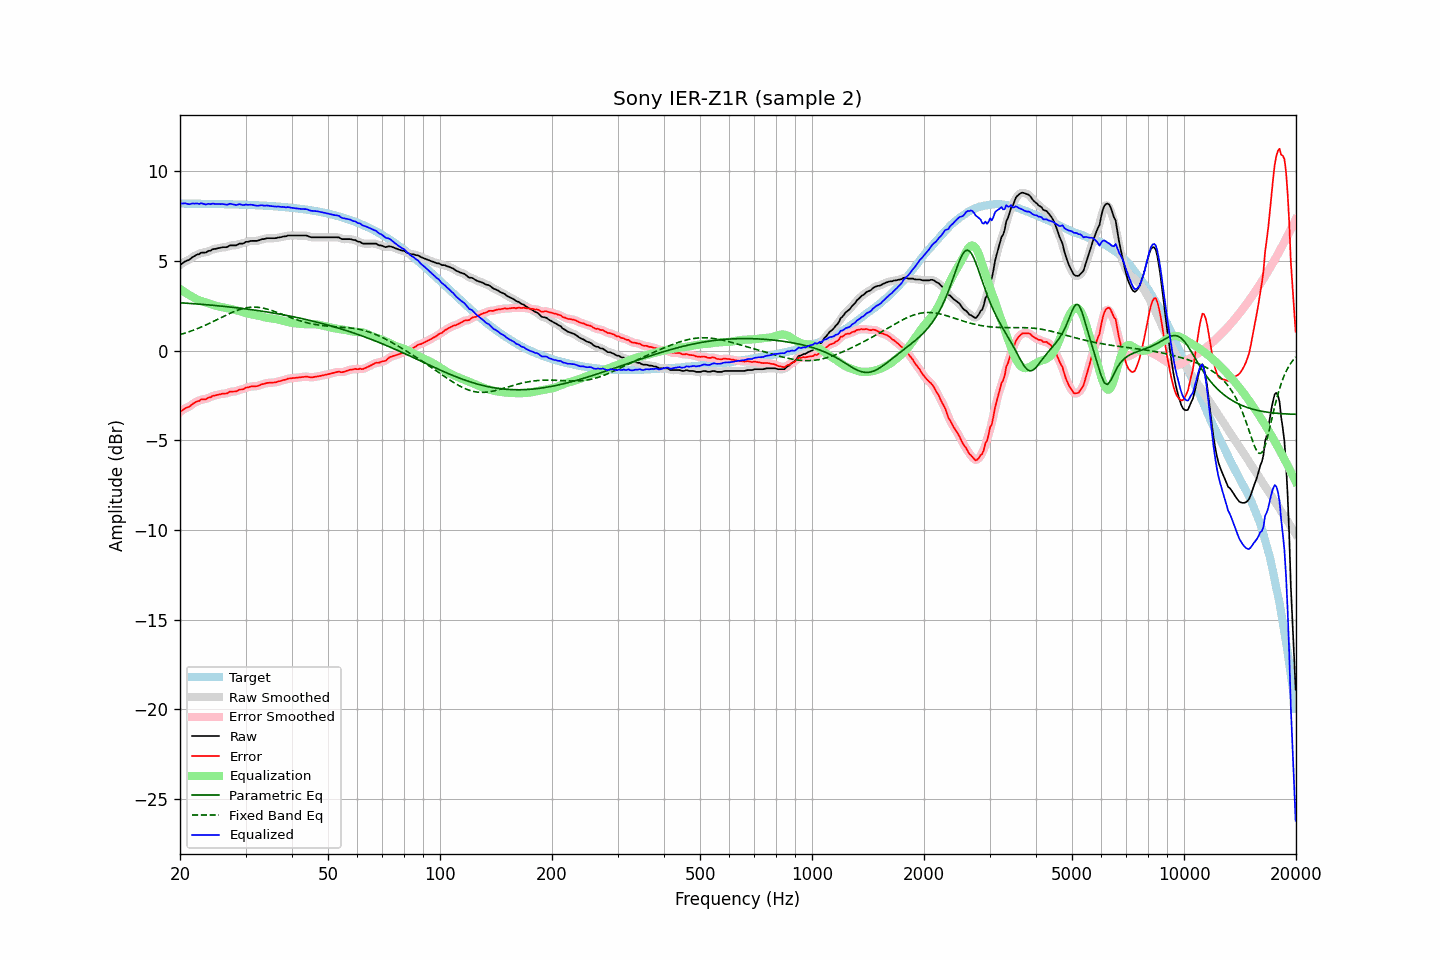 Sony IER-Z1R (sample 2)
Amplitude (dBr)
10
5
0
−5
−10
−15
−20
−25
Target
Raw Smoothed
Error Smoothed
Raw
Error
Equalization
Parametric Eq
Fixed Band Eq
Equalized
20 50 100 200 500 1000 2000 5000 10000 20000
Frequency (Hz)